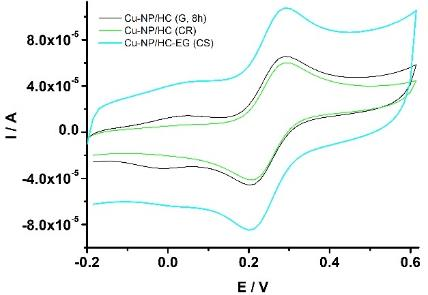 Cu-NP/HC (G, 8h)
Cu-NP/HC (CR)
Cu-NP/HC-EG (CS)
8.0x10⁻⁵
4.0x10⁻⁵
0.0
-4.0x10⁻⁵
-8.0x10⁻⁵
I / A
-0.2 0.0 0.2 0.4 0.6
E / V